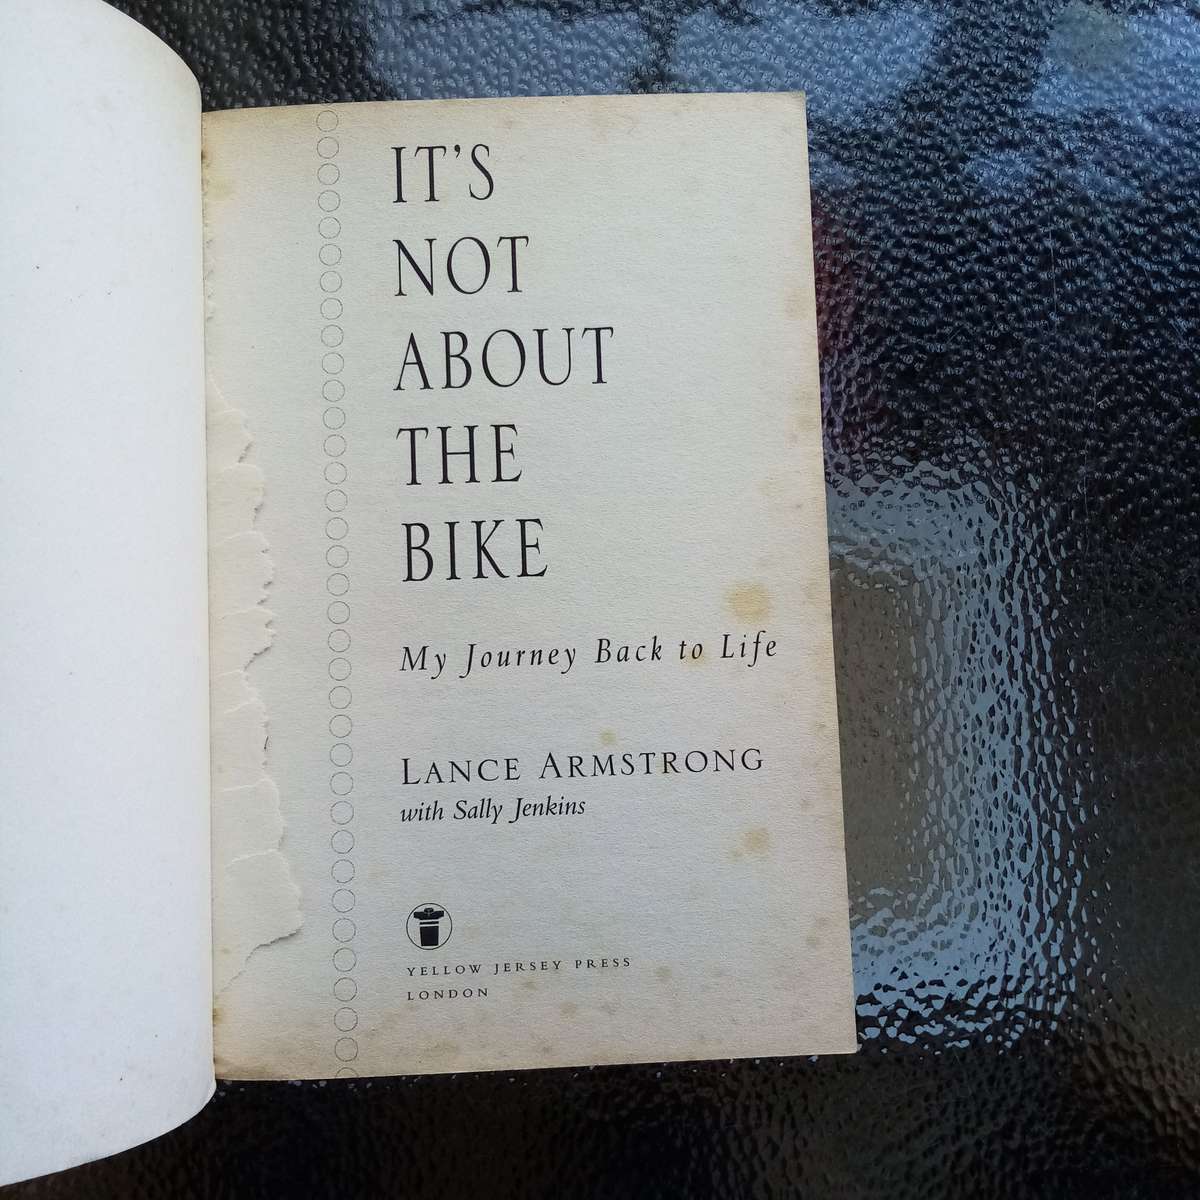 IT'S
NOT
ABOUT
THE
BIKE
My Journey Back to Life
LANCE ARMSTRONG
with Sally Jenkins
YELLOW JERSEY PRESS
LONDON